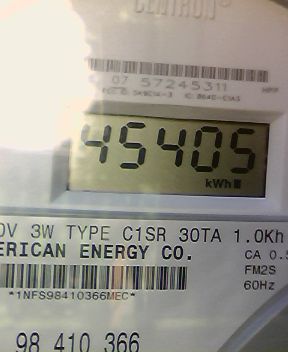 CENTRON
07 57245311
45405
kWh
0V 3W TYPE C1SR 30TA 1.0Kh
ERICAN ENERGY CO.
CA 0.5
FM2S
60Hz
*1NFS98410366MEC*
98 410 366